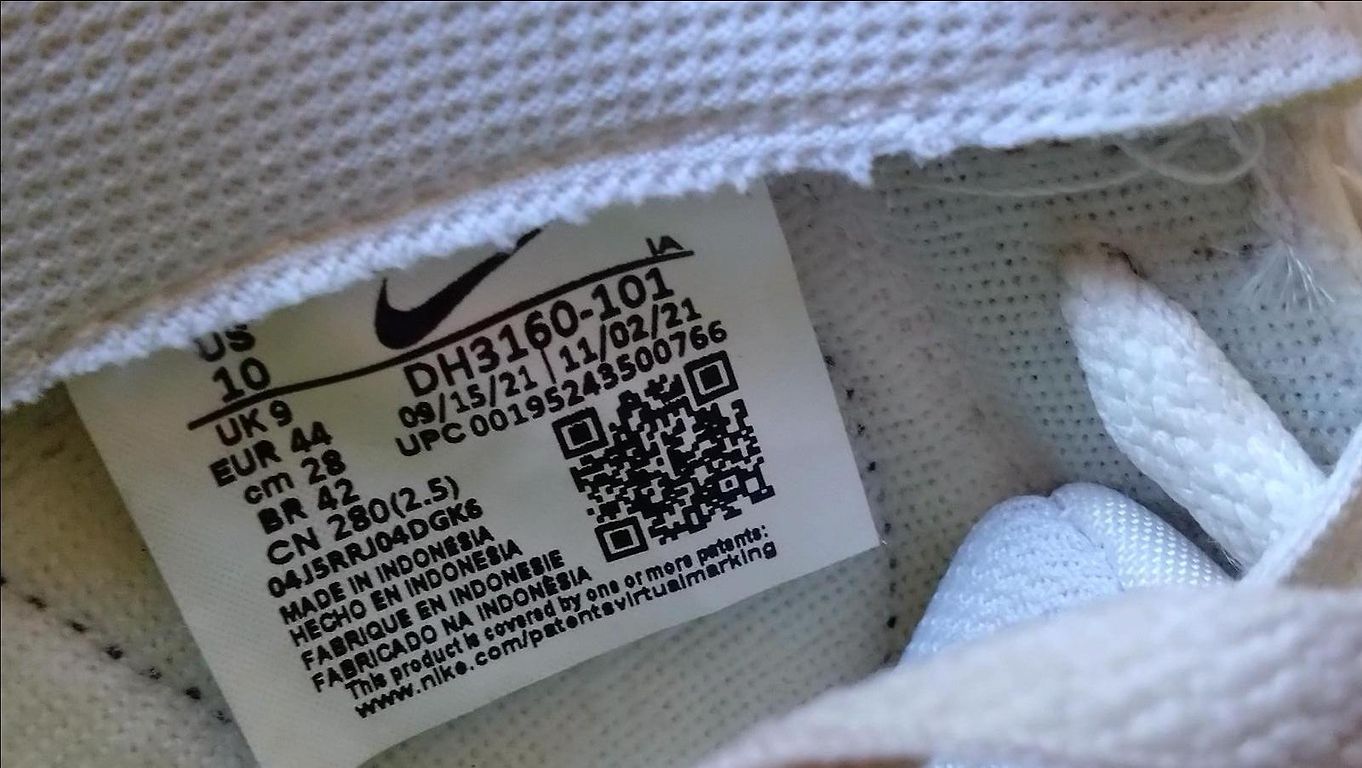 US
10
IA
DH3160-101
09/15/21 | 11/02/21
UPC 00195243500766
UK 9
EUR 44
cm 28
BR 42
CN 280(2.5)
04J5RRJ04DGK6
MADE IN INDONESIA
HECHO EN INDONESIA
FABRIQUE EN INDONESIE
FABRICADO NA INDONÉSIA
This product is covered by one or more patents:
www.nike.com/patentsvirtualmarking